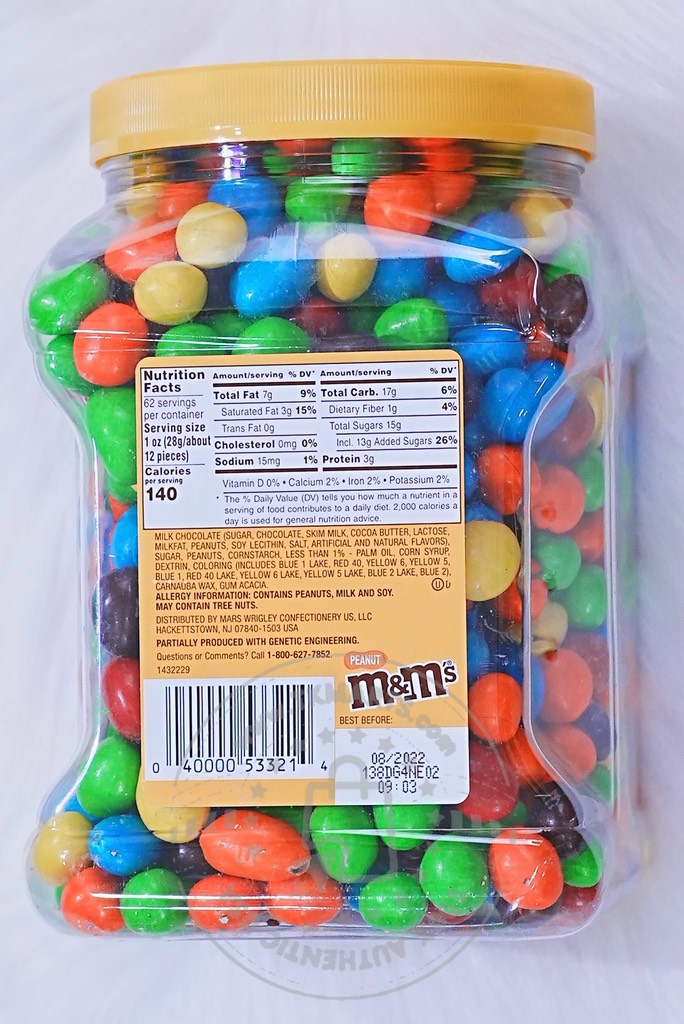 Nutrition Facts
62 servings per container
Serving size
1 oz (28g/about 12 pieces)
Calories per serving
140
Amount/serving % DV*
Total Fat 7g 9%
Saturated Fat 3g 15%
Trans Fat 0g
Cholesterol 0mg 0%
Sodium 15mg 1%
Amount/serving % DV*
Total Carb. 17g 6%
Dietary Fiber 1g 4%
Total Sugars 15g
Incl. 13g Added Sugars 26%
Protein 3g
Vitamin D 0% • Calcium 2% • Iron 2% • Potassium 2%
* The % Daily Value (DV) tells you how much a nutrient in a
serving of food contributes to a daily diet. 2,000 calories a
day is used for general nutrition advice.
MILK CHOCOLATE (SUGAR, CHOCOLATE, SKIM MILK, COCOA BUTTER, LACTOSE,
MILKFAT, PEANUTS, SOY LECITHIN, SALT, ARTIFICIAL AND NATURAL FLAVORS),
SUGAR, PEANUTS, CORNSTARCH, LESS THAN 1% - PALM OIL, CORN SYRUP,
DEXTRIN, COLORING (INCLUDES BLUE 1 LAKE, RED 40, YELLOW 6, YELLOW 5,
BLUE 1, RED 40 LAKE, YELLOW 6 LAKE, YELLOW 5 LAKE, BLUE 2 LAKE, BLUE 2),
CARNAUBA WAX, GUM ACACIA.
ALLERGY INFORMATION: CONTAINS PEANUTS, MILK AND SOY.
MAY CONTAIN TREE NUTS.
DISTRIBUTED BY MARS WRIGLEY CONFECTIONERY US, LLC
HACKETTSTOWN, NJ 07840-1503 USA
PARTIALLY PRODUCED WITH GENETIC ENGINEERING.
Questions or Comments? Call 1-800-627-7852
1432229
PEANUT
m&m's®
BEST BEFORE:
08/2022
138DG4NE02
09:03
0 40000 53321 4
AUTHENTIC